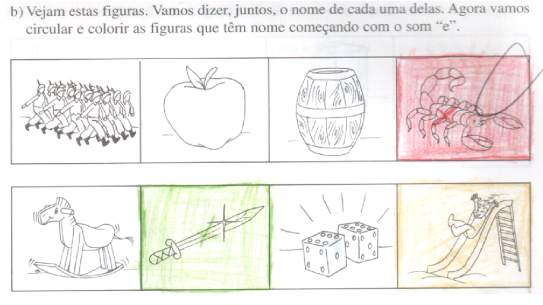 b) Vejam estas figuras. Vamos dizer, juntos, o nome de cada uma delas. Agora vamos
circular e colorir as figuras que têm nome começando com o som “e”.